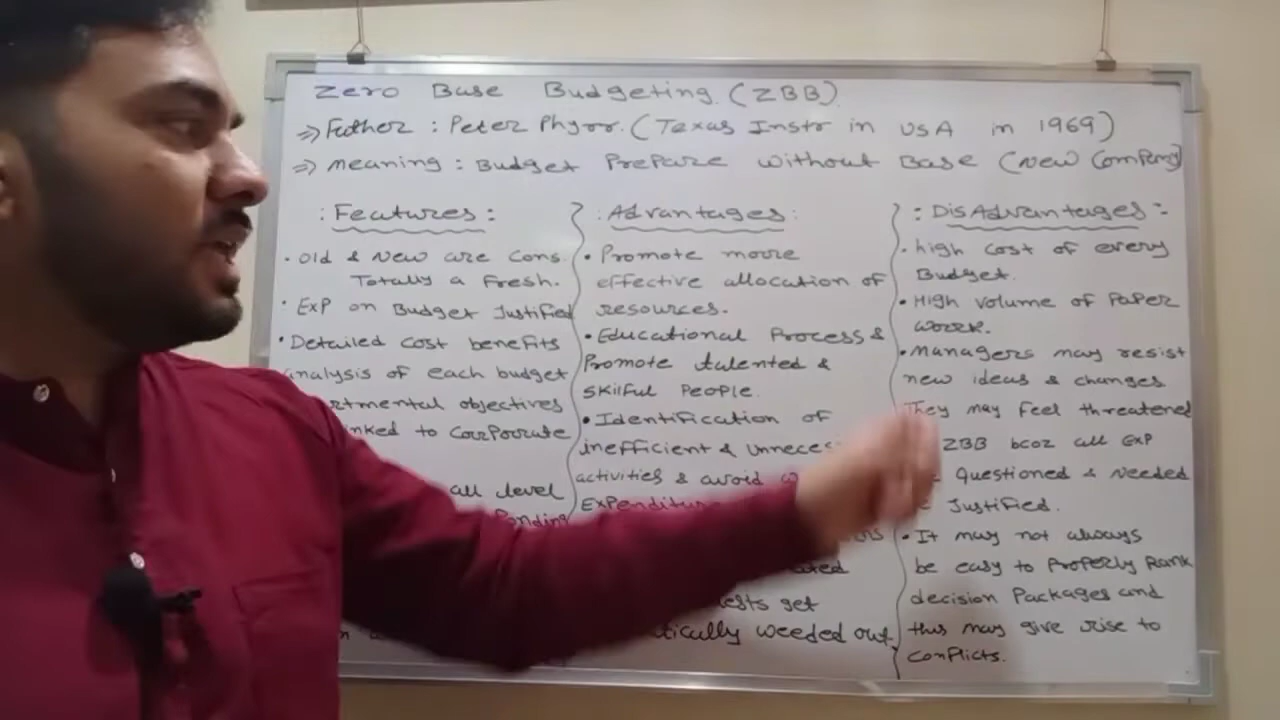 Zero Base Budgeting. (ZBB)
=> Father : Peter Phyrr. (Texas Instr in USA in 1969)
=> Meaning : Budget Prepare without Base (New Company)
: Features :
• Old & New are Cons.
Totally a Fresh.
• Exp on Budget Justified
• Detailed cost benefits
analysis of each budget
objectives
to Corporate
all level
: Advantages :
• Promote more
effective allocation of
resources.
• Educational Process &
Promote talented &
Skilful People.
• Identification of
inefficient &
activities & avoid
get
weeded out
: DisAdvantages :-
• high cost of every
Budget.
• High volume of Paper
work.
• Managers may resist
new ideas & changes
They may feel threatened
ZBB bcoz all Exp
Questioned & Needed
Justified.
• It may not always
be easy to Properly Rank
decision Packages and
this may give rise to
conflicts.